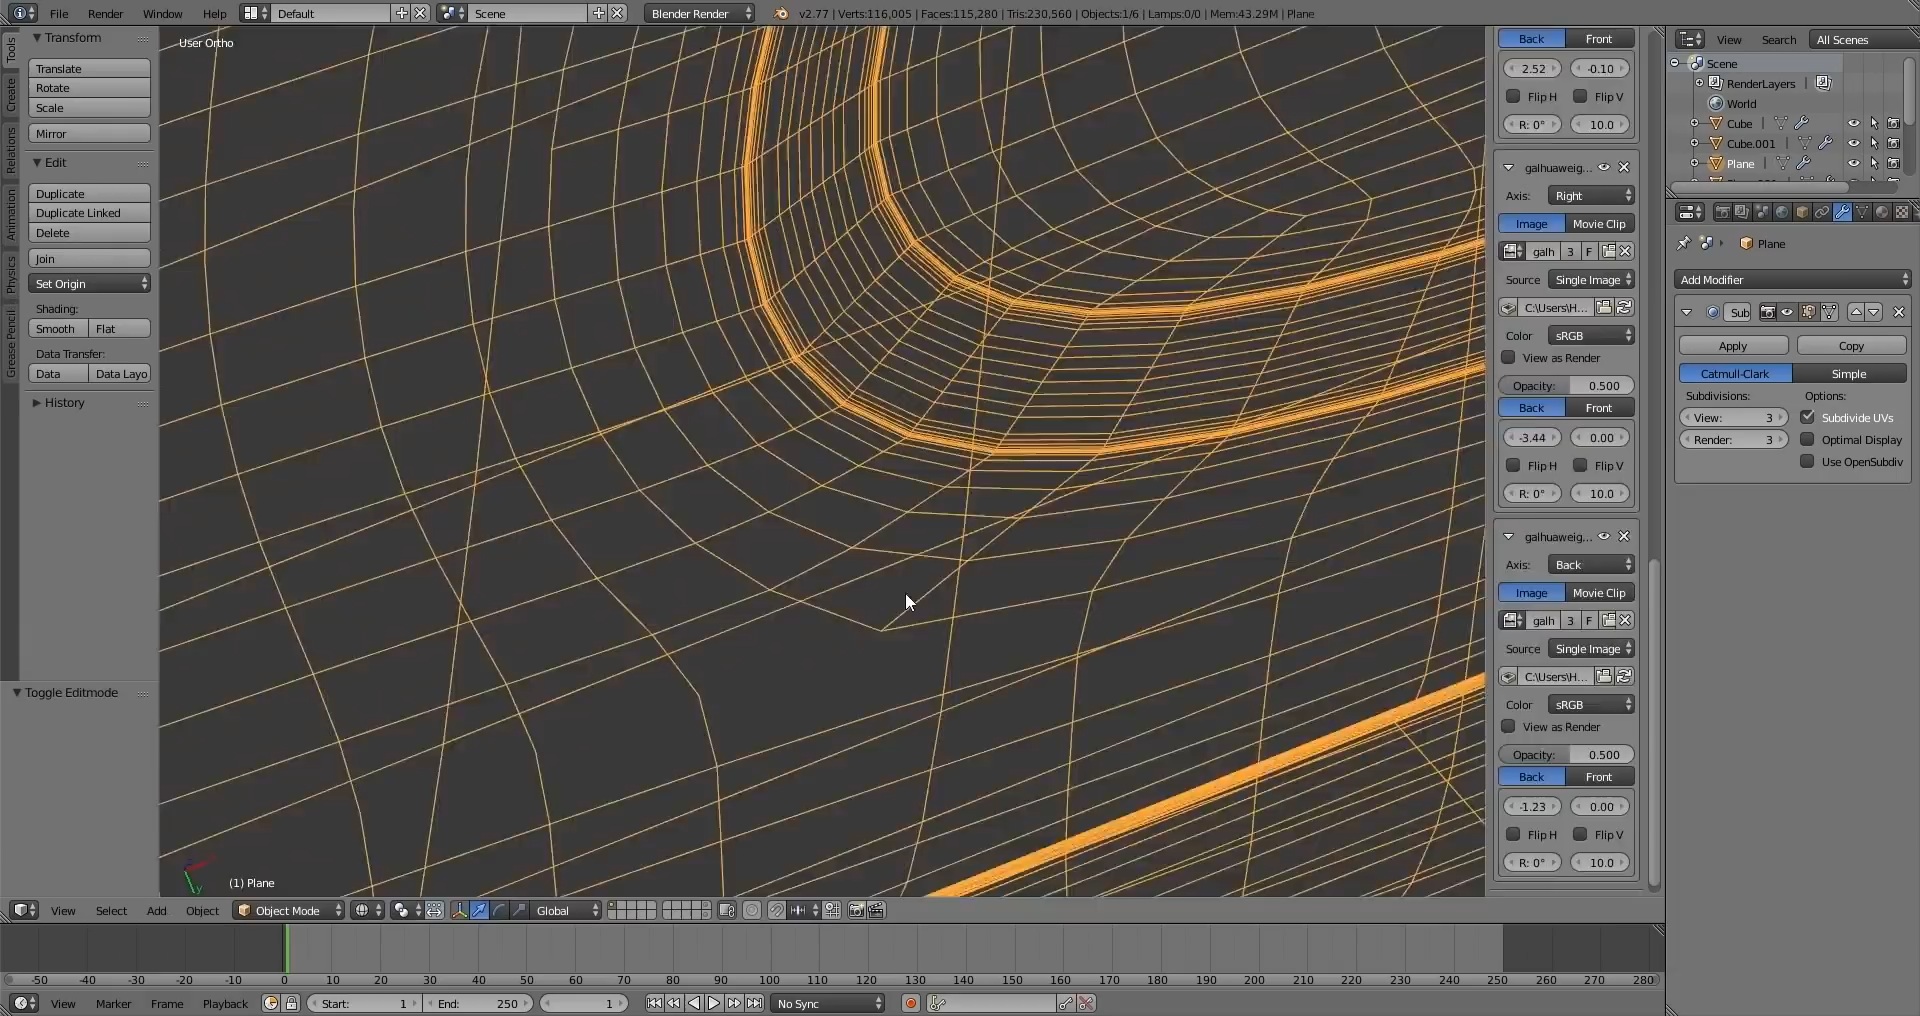 File Render Window Help Default Scene Blender Render v2.77 | Verts:116,005 | Faces:115,280 | Tris:230,560 | Objects:1/6 | Lamps:0/0 | Mem:43.29M | Plane
Tools
Create
Relations
Animation
Physics
Grease Pencil
Transform
Translate
Rotate
Scale
Mirror
Edit
Duplicate
Duplicate Linked
Delete
Join
Set Origin
Shading:
Smooth Flat
Data Transfer:
Data Data Layo
History
Toggle Editmode
User Ortho
(1) Plane
Back Front
2.52 -0.10
Flip H Flip V
R: 0° 10.0
galhuaweig...
Axis: Right
Image Movie Clip
galh 3 F
Source Single Image
C:\Users\H...
Color sRGB
View as Render
Opacity: 0.500
Back Front
-3.44 0.00
Flip H Flip V
R: 0° 10.0
galhuaweig...
Axis: Back
Image Movie Clip
galh 3 F
Source Single Image
C:\Users\H...
Color sRGB
View as Render
Opacity: 0.500
Back Front
-1.23 0.00
Flip H Flip V
R: 0° 10.0
View Search All Scenes
Scene
RenderLayers |
World
Cube |
Cube.001 |
Plane |
Plane
Add Modifier
Sub
Apply Copy
Catmull-Clark Simple
Subdivisions: Options:
View: 3 Subdivide UVs
Render: 3 Optimal Display
Use OpenSubdiv
View Select Add Object Object Mode Global
-50 -40 -30 -20 -10 0 10 20 30 40 50 60 70 80 90 100 110 120 130 140 150 160 170 180 190 200 210 220 230 240 250 260 270 280
View Marker Frame Playback Start: 1 End: 250 1 No Sync